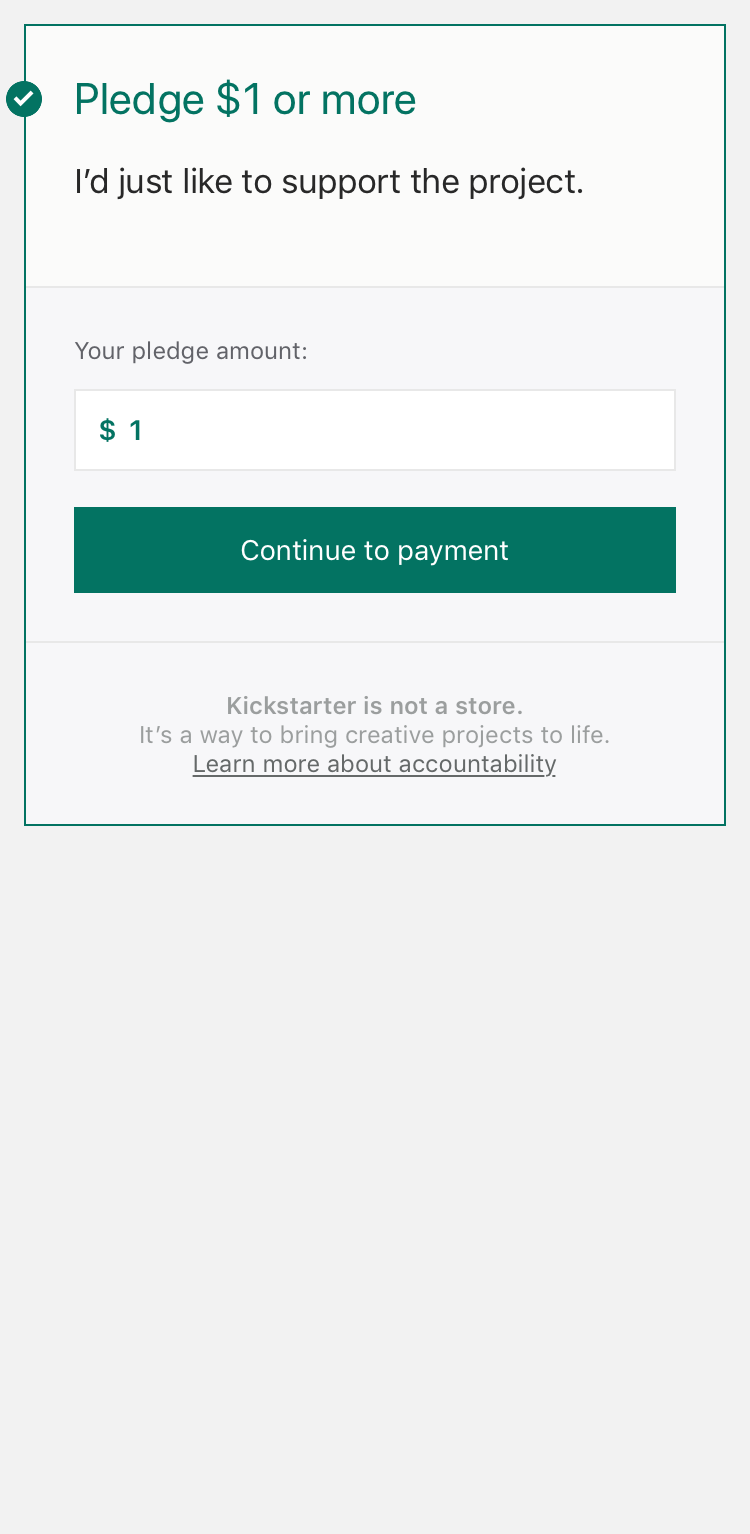 Pledge $1 or more
I’d just like to support the project.
Your pledge amount:
$ 1
Continue to payment
Kickstarter is not a store.
It’s a way to bring creative projects to life.
Learn more about accountability